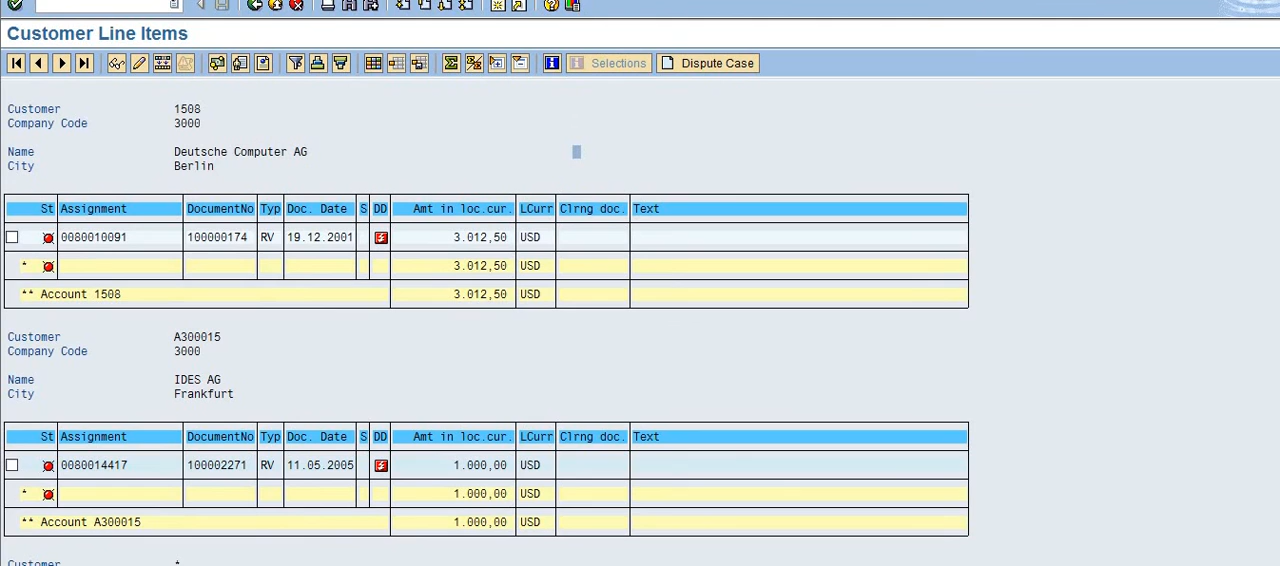 Customer Line Items
Selections Dispute Case
Customer 1508
Company Code 3000
Name Deutsche Computer AG
City Berlin
St Assignment DocumentNo Typ Doc. Date S DD Amt in loc.cur. LCurr Clrng doc. Text
0080010091 100000174 RV 19.12.2001 3.012,50 USD
* 3.012,50 USD
** Account 1508 3.012,50 USD
Customer A300015
Company Code 3000
Name IDES AG
City Frankfurt
St Assignment DocumentNo Typ Doc. Date S DD Amt in loc.cur. LCurr Clrng doc. Text
0080014417 100002271 RV 11.05.2005 1.000,00 USD
* 1.000,00 USD
** Account A300015 1.000,00 USD
Customer *